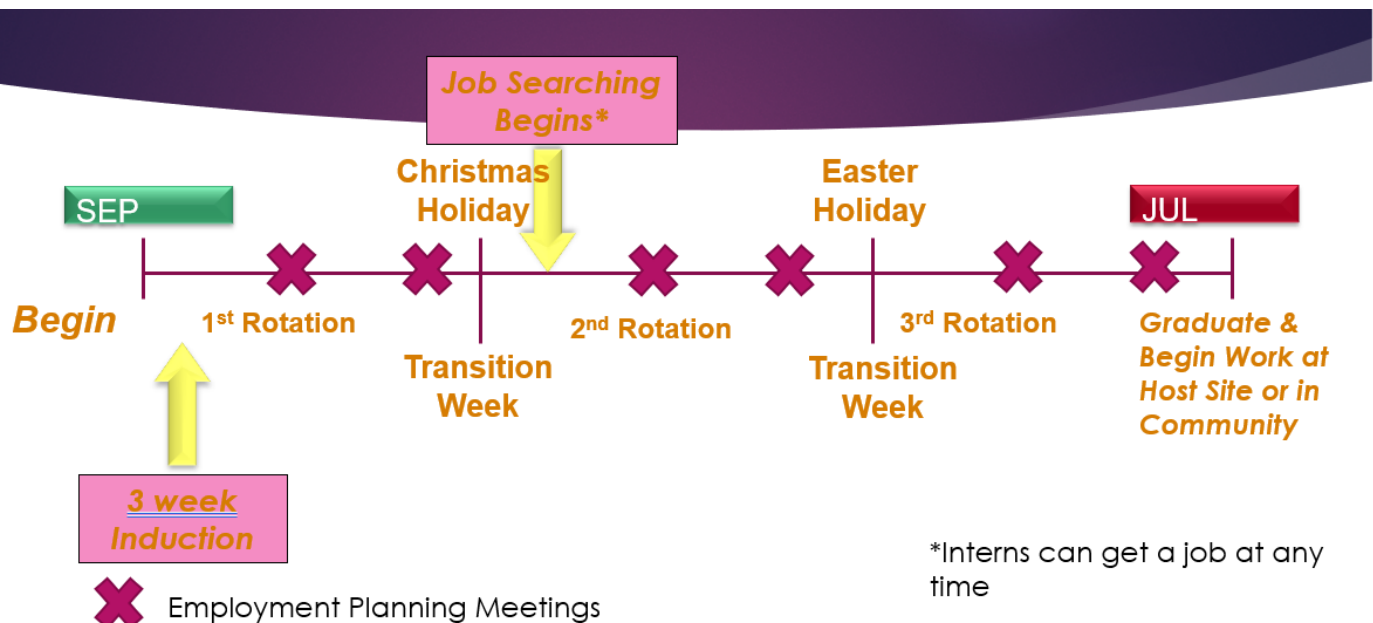 Job Searching
Begins*
Christmas
Holiday
Easter
Holiday
SEP
JUL
Begin
1st Rotation
2nd Rotation
3rd Rotation
Transition
Week
Transition
Week
Graduate &
Begin Work at
Host Site or in
Community
3 week
Induction
*Interns can get a job at any
time
Employment Planning Meetings